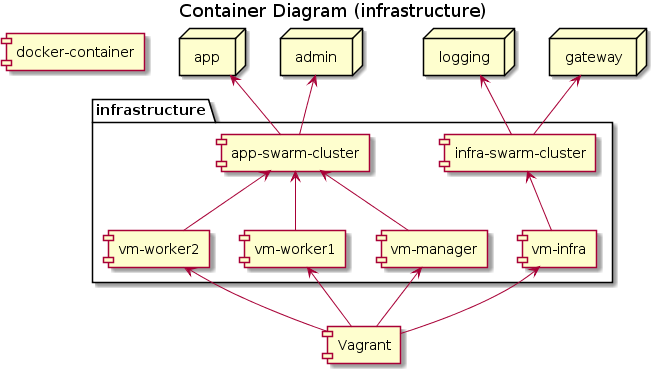 Container Diagram (infrastructure)
docker-container
app
admin
logging
gateway
infrastructure
app-swarm-cluster
infra-swarm-cluster
vm-worker2
vm-worker1
vm-manager
vm-infra
Vagrant